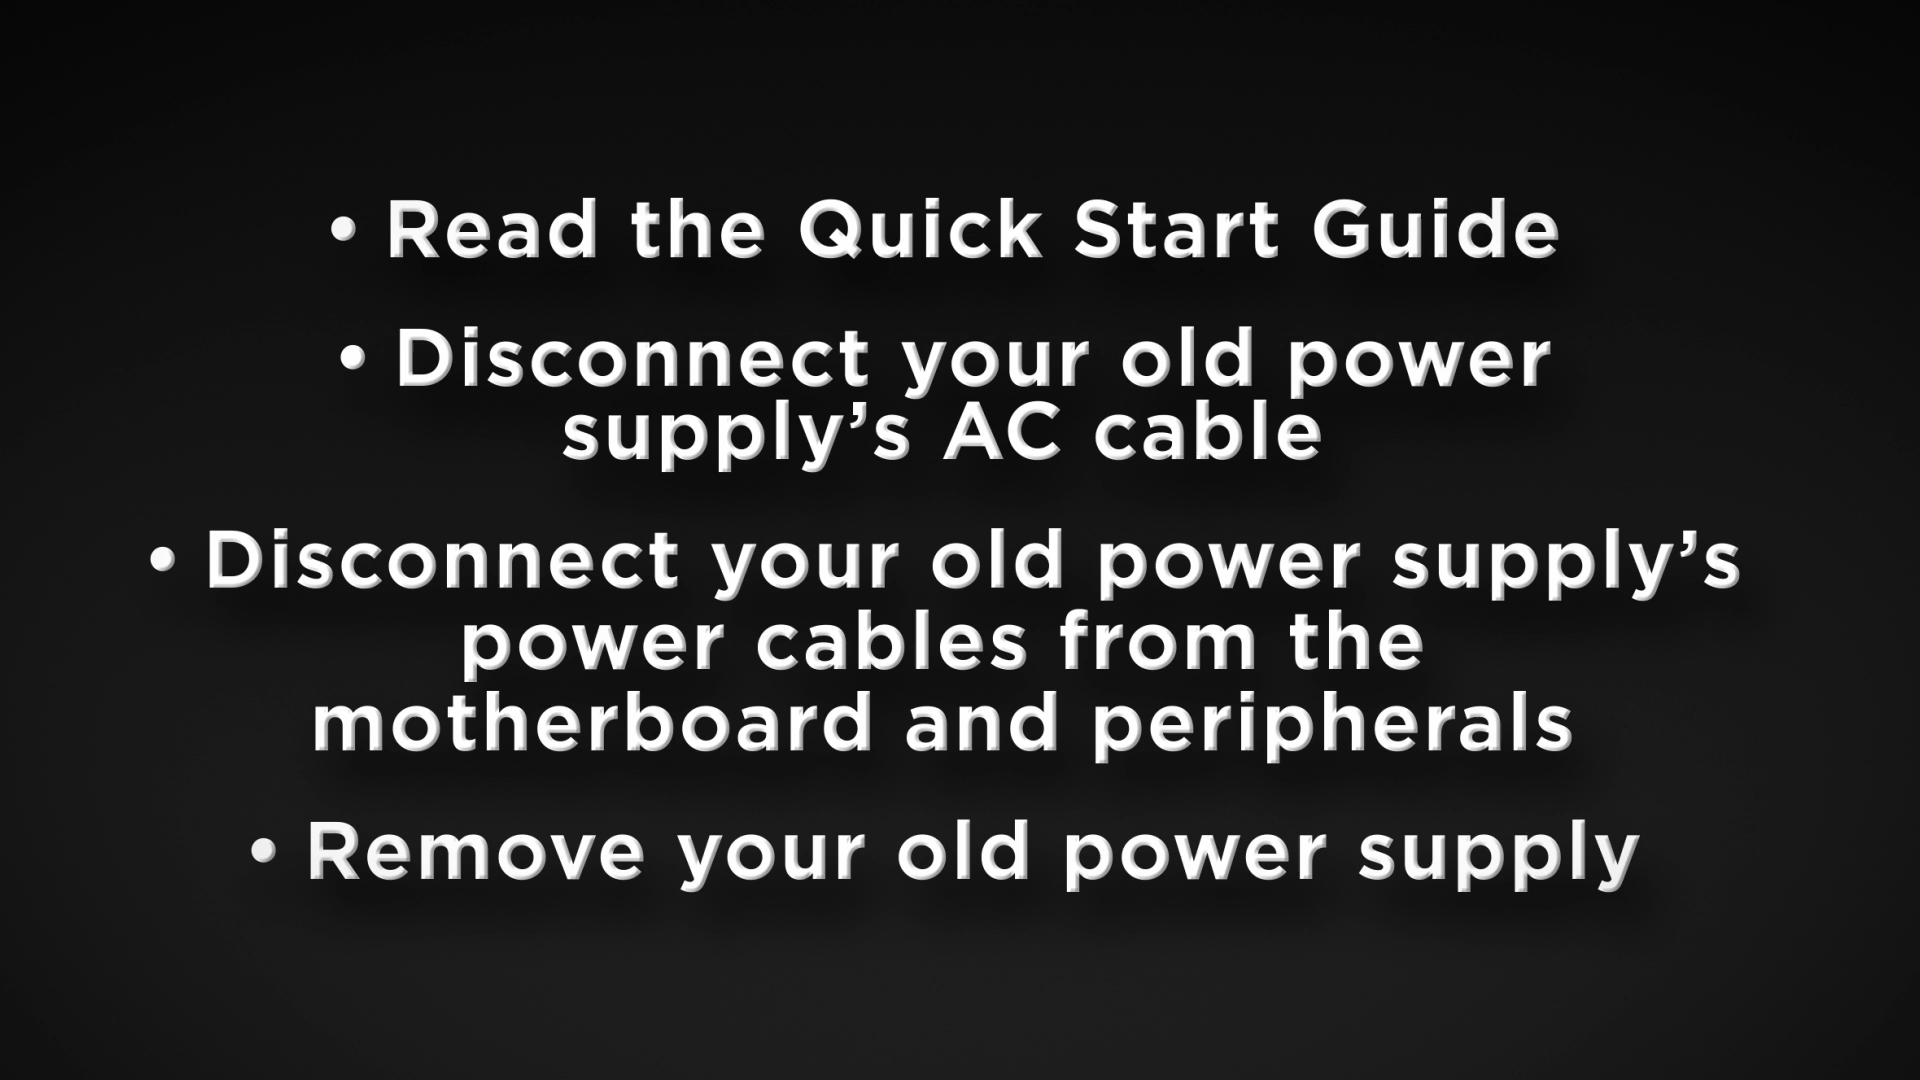 • Read the Quick Start Guide
• Disconnect your old power
supply’s AC cable
• Disconnect your old power supply’s
power cables from the
motherboard and peripherals
• Remove your old power supply